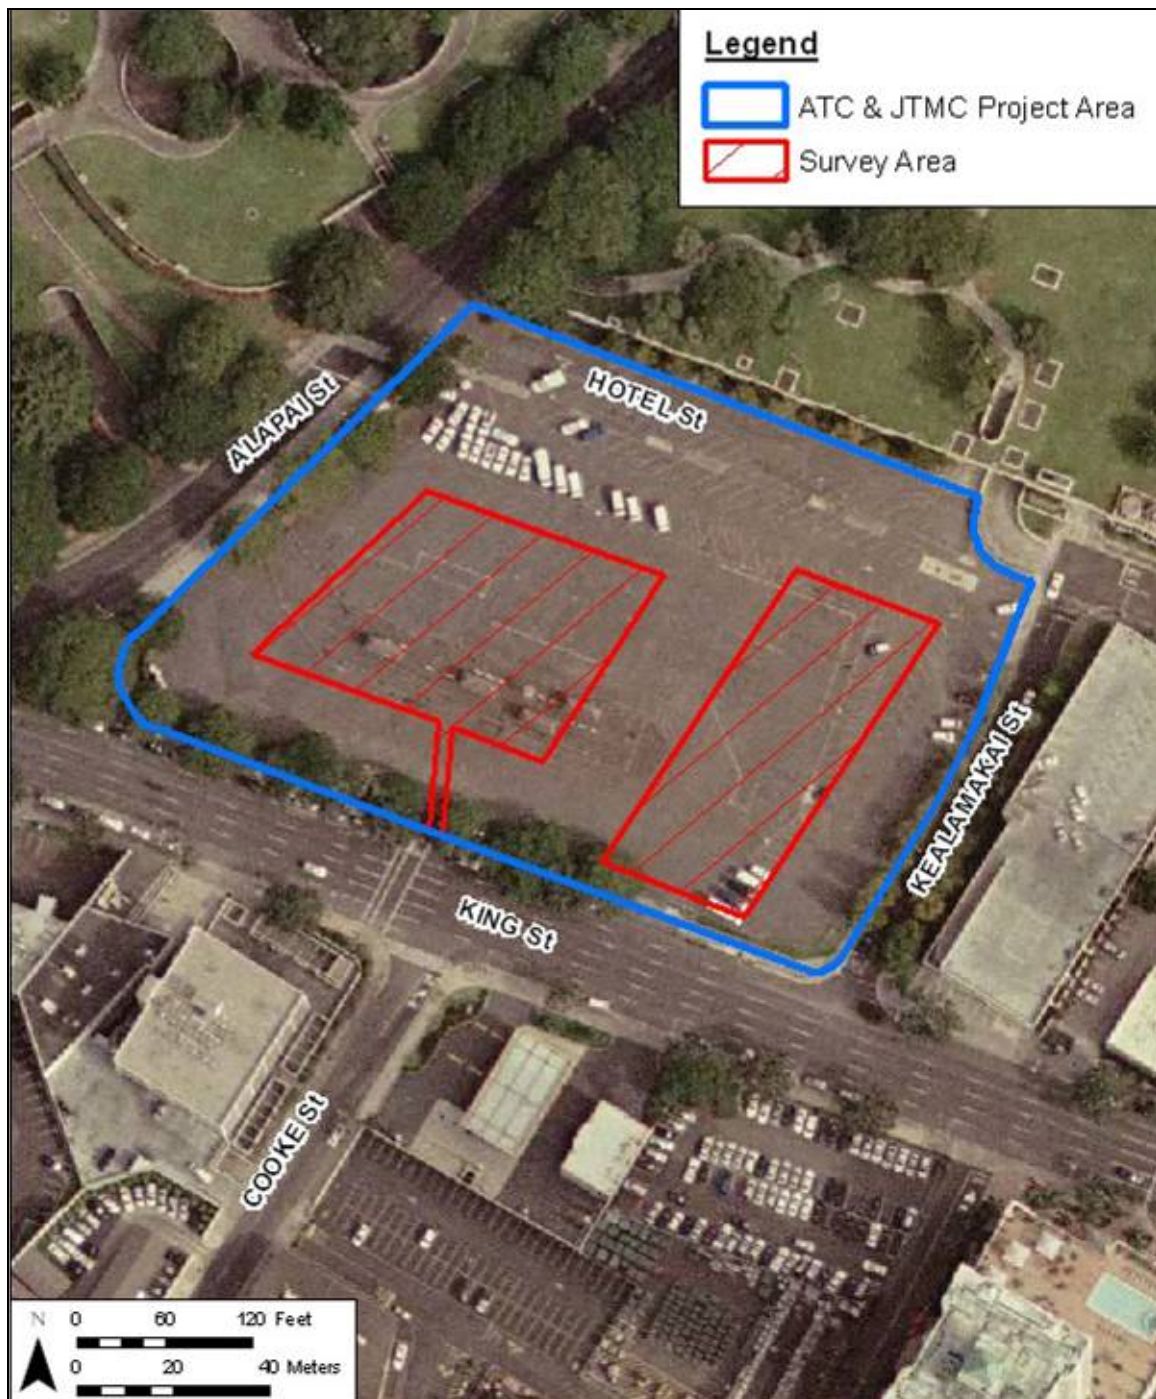 Legend
ATC & JTMC Project Area
Survey Area
HOTEL St
ALAPAI St
KEALAMAKAI St
KING St
COOKE St
N
0 60 120 Feet
0 20 40 Meters